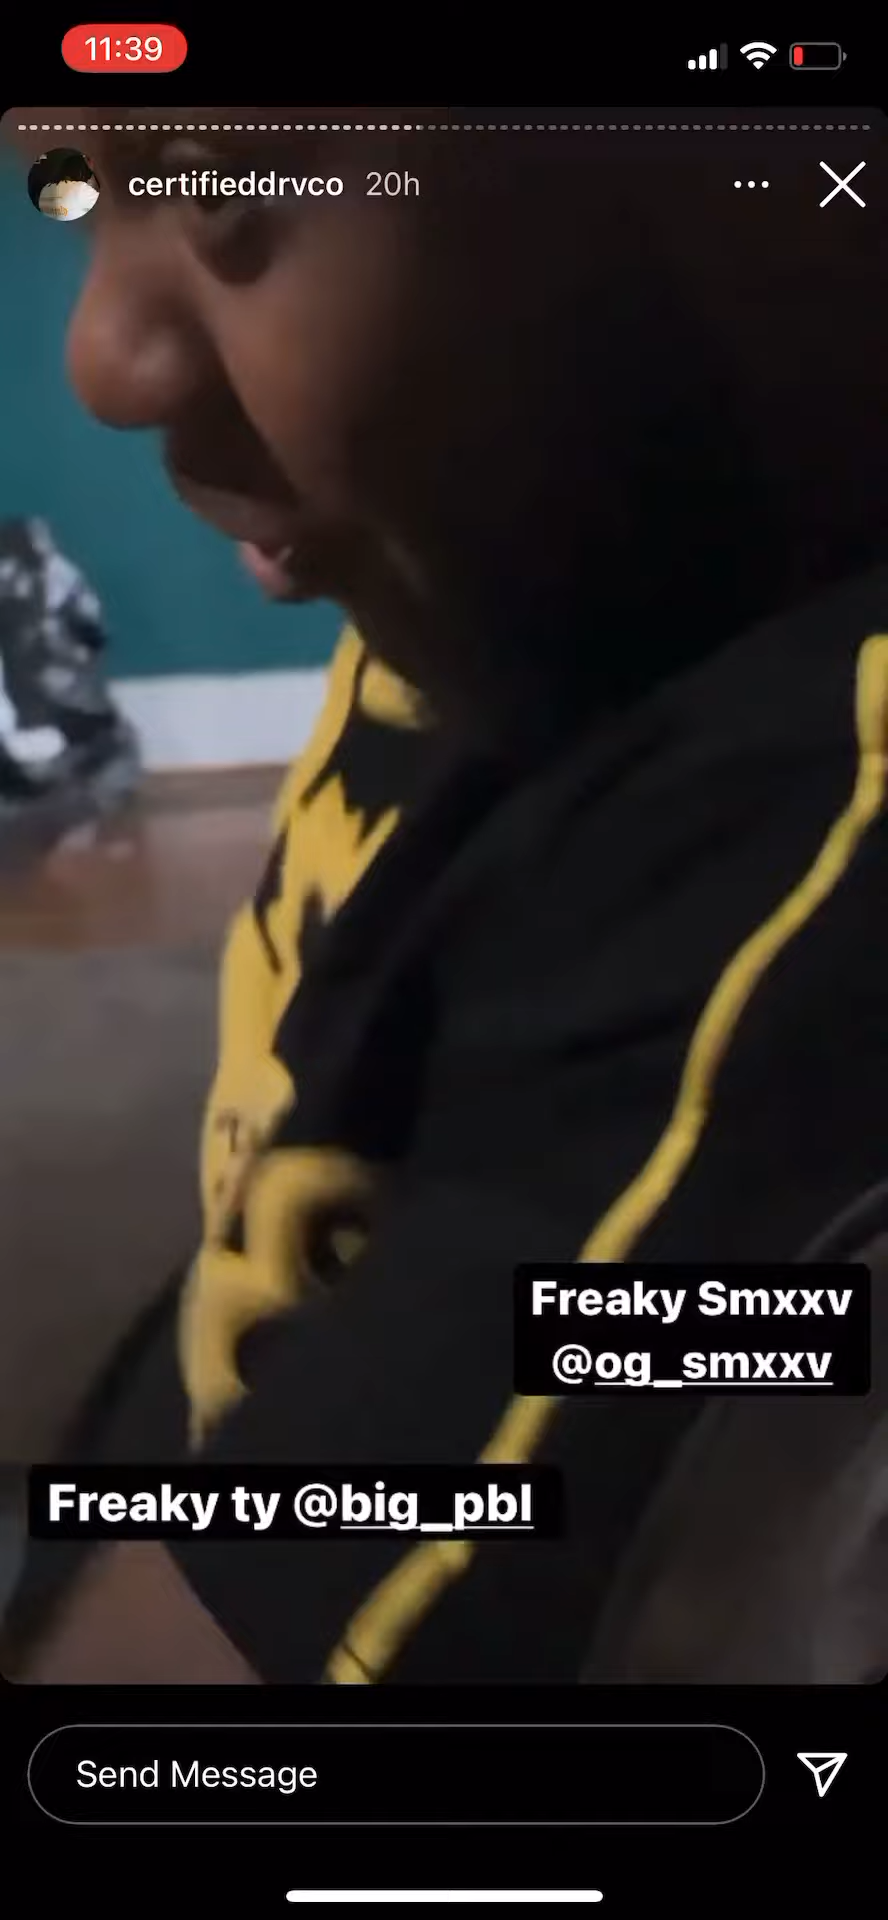 11:39
certifieddrvco 20h
Freaky Smxxv
@og_smxxv
Freaky ty @big_pbl
Send Message